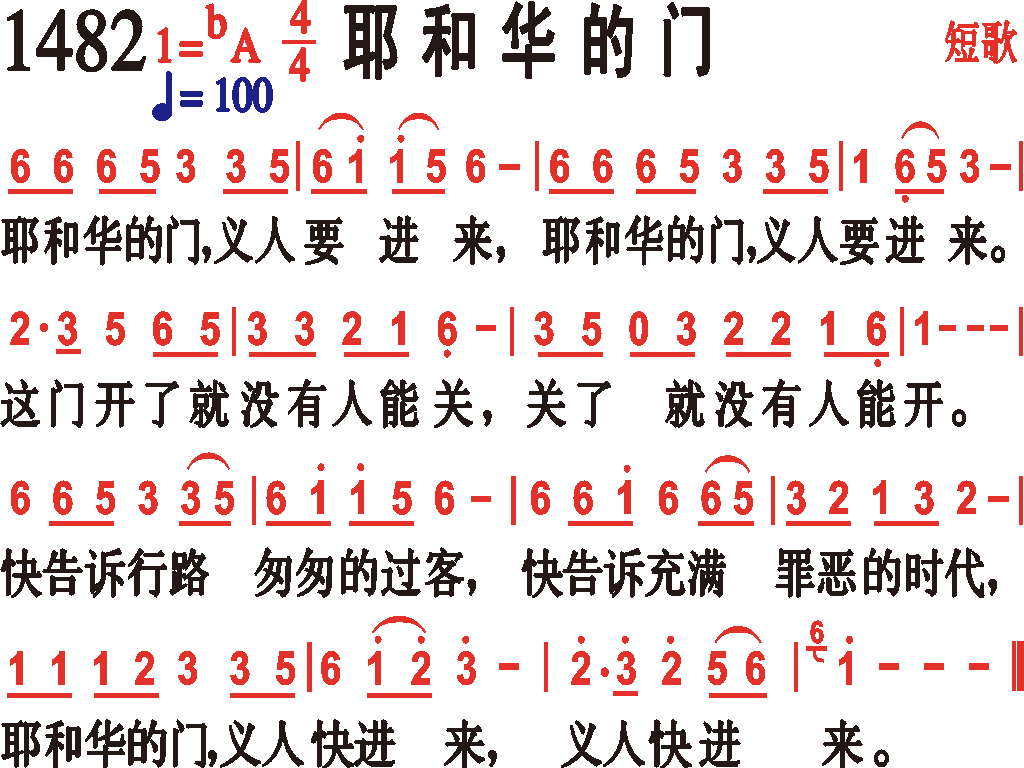 1482 1=ᵇA 4/4 耶和华的门 短歌
♩= 100
6 6 6 5 3 3 5 | 6 i̇ i̇ 5 6 – | 6 6 6 5 3 3 5 | 1 6̣ 5 3 – |
耶和华的门,义人要 进 来, 耶和华的门,义人要进 来。
2 · 3 5 6 5 | 3 3 2 1 6̣ – | 3 5 0 3 2 2 1 6̣ | 1 – – – |
这门开了就没有人能关, 关了 就没有人能开。
6 6 5 3 3 5 | 6 i̇ i̇ 5 6 – | 6 6 i̇ 6 6 5 | 3 2 1 3 2 – |
快告诉行路 匆匆的过客, 快告诉充满 罪恶的时代,
1 1 1 2 3 3 5 | 6 i̇ 2̇ 3̇ – | 2̇ · 3̇ 2̇ 5 6 | 6 i̇ – – – ‖
耶和华的门,义人快进 来, 义人快进 来。